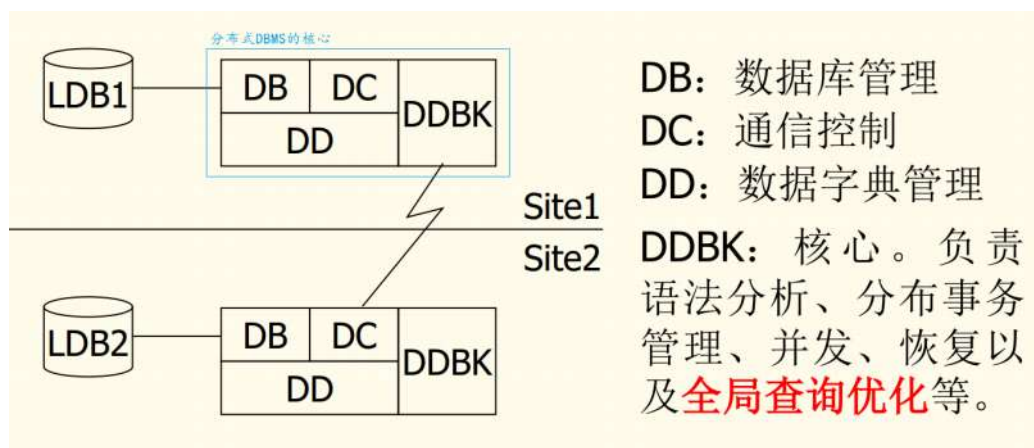 分布式DBMS的核心
LDB1
DB
DC
DDBK
DD
Site1
Site2
LDB2
DB
DC
DDBK
DD
DB：数据库管理
DC：通信控制
DD：数据字典管理
DDBK：核心。负责
语法分析、分布事务
管理、并发、恢复以
及全局查询优化等。